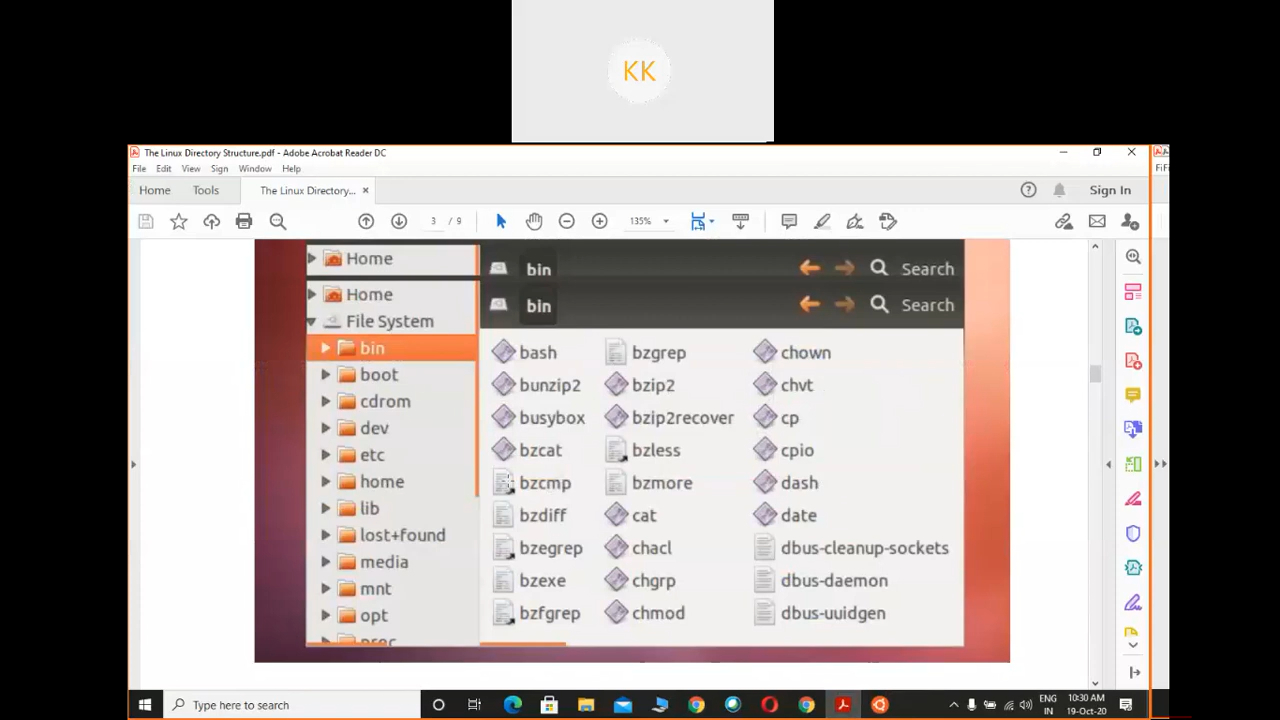 KK
The Linux Directory Structure.pdf - Adobe Acrobat Reader DC
File Edit View Sign Window Help
Home Tools The Linux Directory... × Sign In
3 / 9 135%
FiFi
Home bin Search
Home bin Search
File System
bin
boot
cdrom
dev
etc
home
lib
lost+found
media
mnt
opt
proc
bash bzgrep chown
bunzip2 bzip2 chvt
busybox bzip2recover cp
bzcat bzless cpio
bzcmp bzmore dash
bzdiff cat date
bzegrep chacl dbus-cleanup-sockets
bzexe chgrp dbus-daemon
bzfgrep chmod dbus-uuidgen
Type here to search ENG 10:30 AM
IN 19-Oct-20